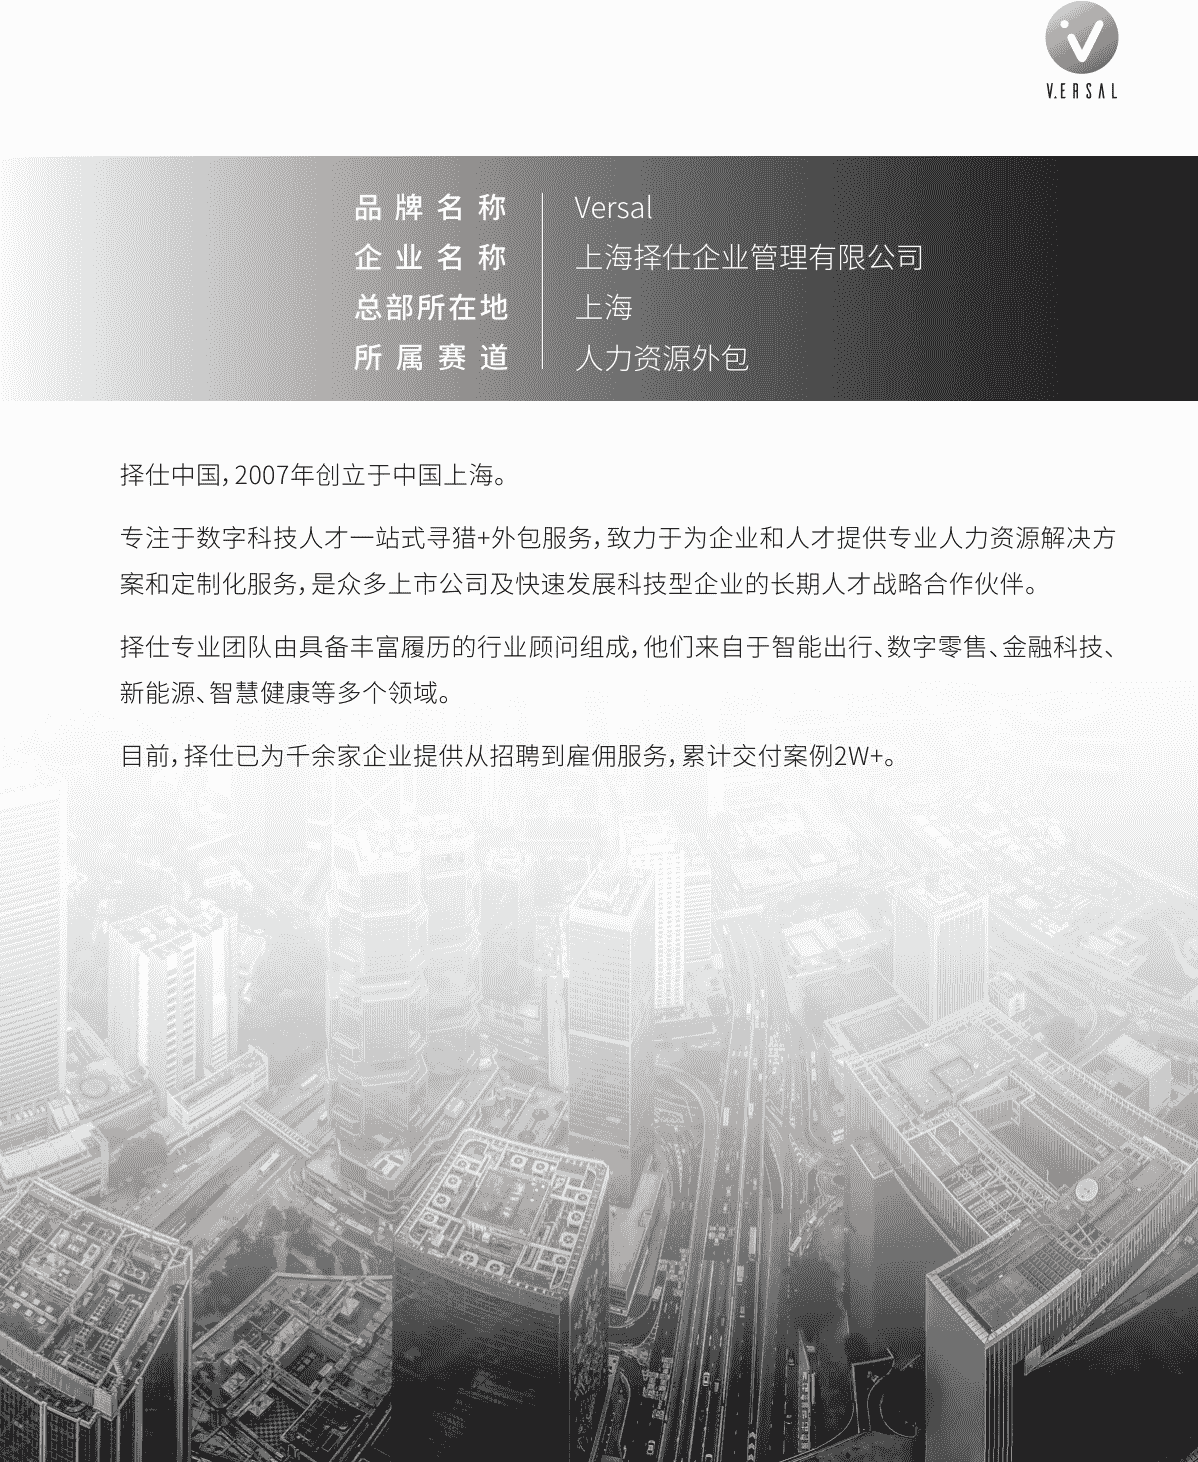 V.ERSAL
品牌名称 Versal
企业名称 上海择仕企业管理有限公司
总部所在地 上海
所属赛道 人力资源外包
择仕中国，2007年创立于中国上海。
专注于数字科技人才一站式寻猎+外包服务，致力于为企业和人才提供专业人力资源解决方
案和定制化服务，是众多上市公司及快速发展科技型企业的长期人才战略合作伙伴。
择仕专业团队由具备丰富履历的行业顾问组成，他们来自于智能出行、数字零售、金融科技、
新能源、智慧健康等多个领域。
目前，择仕已为千余家企业提供从招聘到雇佣服务，累计交付案例2W+。